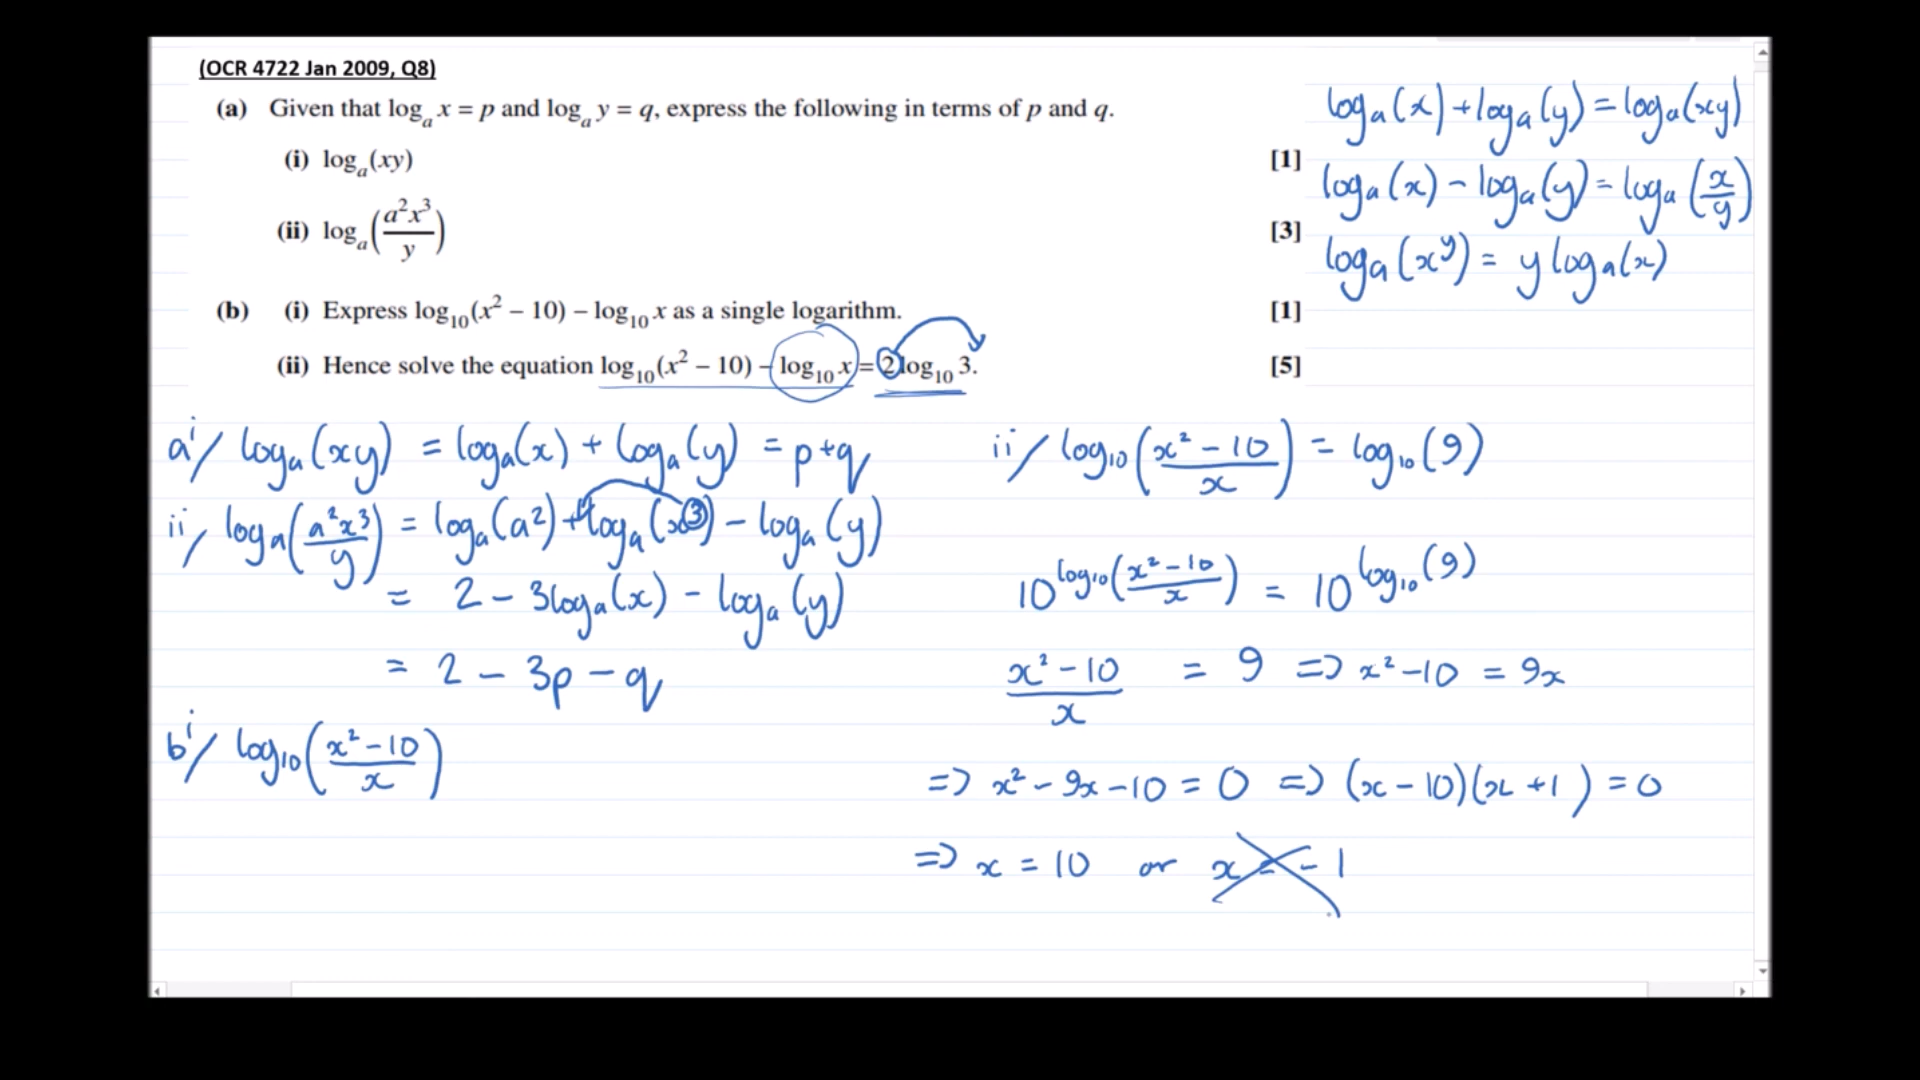 (OCR 4722 Jan 2009, Q8)
(a) Given that logₐ x = p and logₐ y = q, express the following in terms of p and q.
(i) logₐ(xy) [1]
(ii) logₐ(a²x³/y) [3]
(b) (i) Express log₁₀(x² – 10) – log₁₀ x as a single logarithm. [1]
(ii) Hence solve the equation log₁₀(x² – 10) – log₁₀ x = 2log₁₀ 3. [5]
logₐ(x) + logₐ(y) = logₐ(xy)
logₐ(x) - logₐ(y) = logₐ(x/y)
logₐ(x^y) = y logₐ(x)
a i/ logₐ(xy) = logₐ(x) + logₐ(y) = p+q
ii/ logₐ(a²x³/y) = logₐ(a²) + logₐ(x³) - logₐ(y)
= 2 - 3logₐ(x) - logₐ(y)
= 2 - 3p - q
b i/ log₁₀(x²-10/x)
ii/ log₁₀(x²-10/x) = log₁₀(9)
10^log₁₀(x²-10/x) = 10^log₁₀(9)
x²-10/x = 9 => x²-10 = 9x
=> x² - 9x - 10 = 0 => (x - 10)(x + 1) = 0
=> x = 10 or x = -1